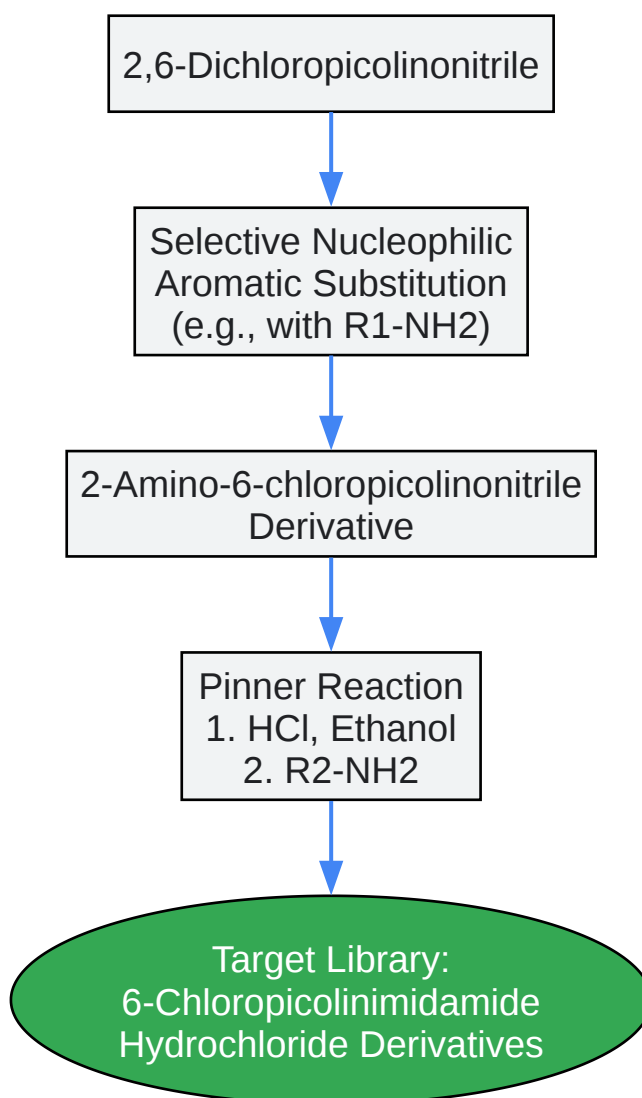 2,6-Dichloropicolinonitrile
Selective Nucleophilic
Aromatic Substitution
(e.g., with R1-NH2)
2-Amino-6-chloropicolinonitrile
Derivative
Pinner Reaction
1. HCl, Ethanol
2. R2-NH2
Target Library:
6-Chloropicolinimidamide
Hydrochloride Derivatives